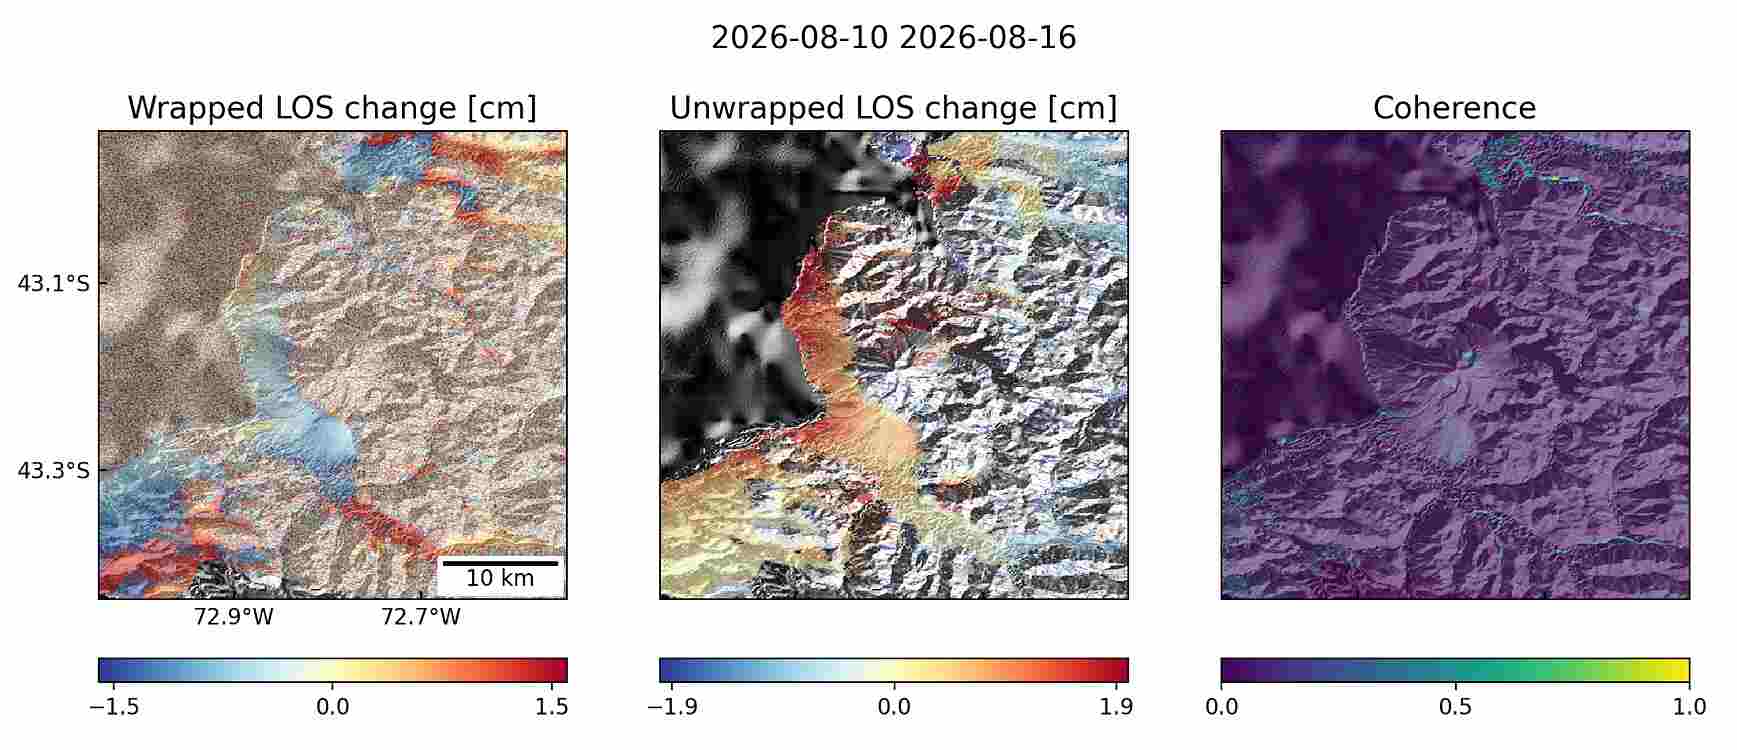 2026-08-10 2026-08-16
Wrapped LOS change [cm]
Unwrapped LOS change [cm]
Coherence
43.1°S
43.3°S
10 km
72.9°W
72.7°W
−1.5
0.0
1.5
−1.9
0.0
1.9
0.0
0.5
1.0